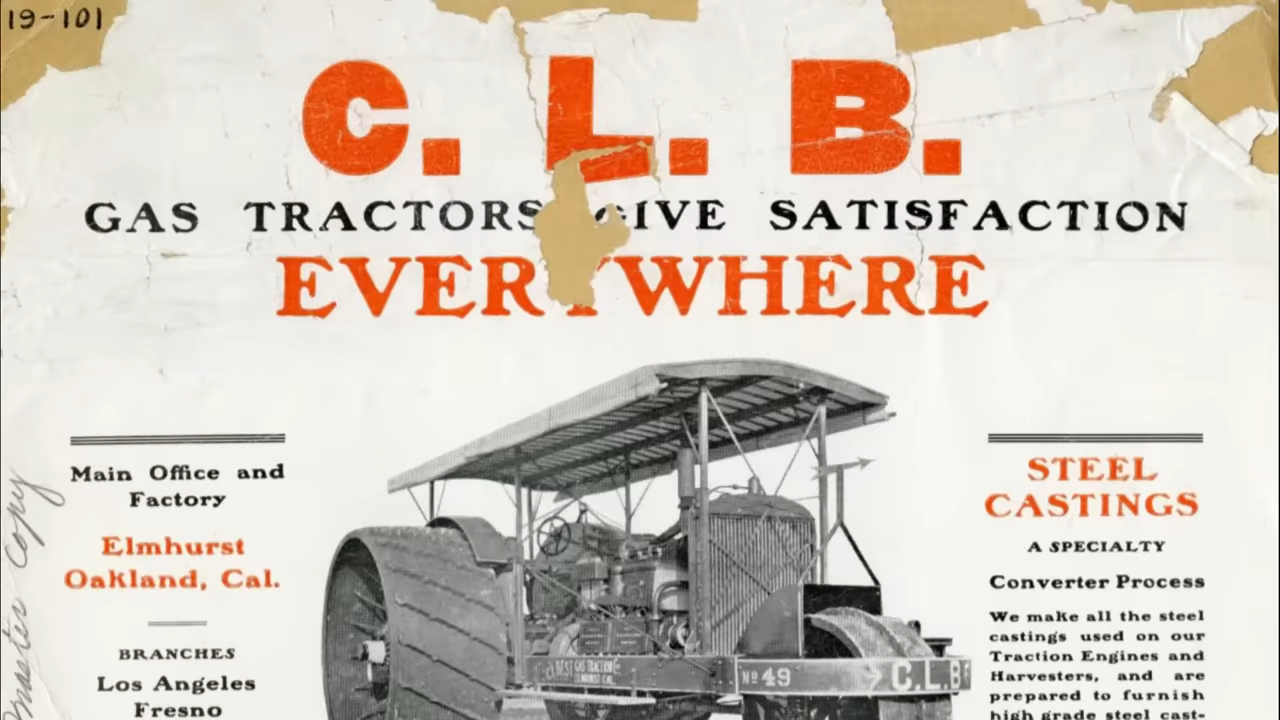 19-101
C. L. B.
GAS TRACTORS GIVE SATISFACTION
EVERYWHERE
Main Office and
Factory
Elmhurst
Oakland, Cal.
BRANCHES
Los Angeles
Fresno
Master Copy
C.L. BEST GAS TRACTION Co
ELMHURST, CAL.
No 49
C.L.B
STEEL
CASTINGS
A SPECIALTY
Converter Process
We make all the steel
castings used on our
Traction Engines and
Harvesters, and are
prepared to furnish
high grade steel cast-